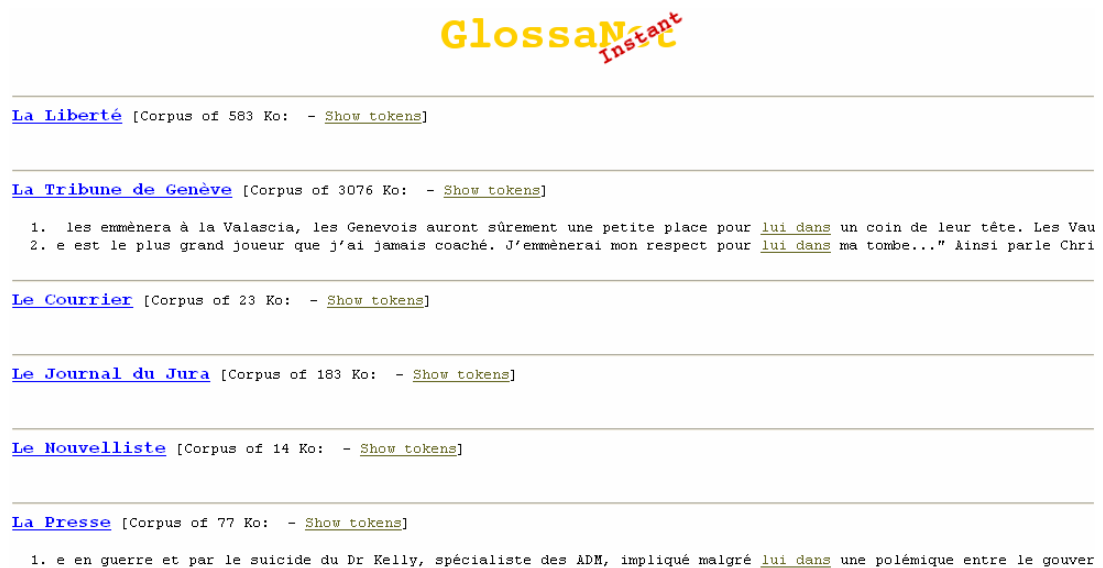 GlossaNet
Instant
La Liberté [Corpus of 583 Ko:  - Show tokens]
La Tribune de Genève [Corpus of 3076 Ko:  - Show tokens]
1.  les emmènera à la Valascia, les Genevois auront sûrement une petite place pour lui dans un coin de leur tête. Les Vau
2. e est le plus grand joueur que j'ai jamais coaché. J'emmènerai mon respect pour lui dans ma tombe..." Ainsi parle Chri
Le Courrier [Corpus of 23 Ko:  - Show tokens]
Le Journal du Jura [Corpus of 183 Ko:  - Show tokens]
Le Nouvelliste [Corpus of 14 Ko:  - Show tokens]
La Presse [Corpus of 77 Ko:  - Show tokens]
1. e en guerre et par le suicide du Dr Kelly, spécialiste des ADM, impliqué malgré lui dans une polémique entre le gouver